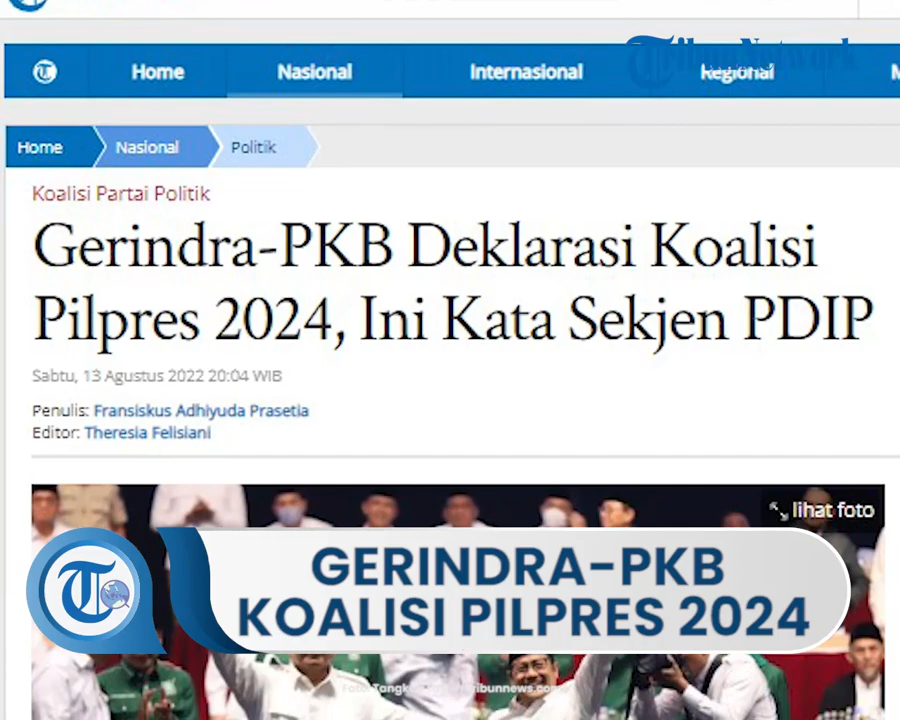 Home Nasional Internasional Regional
TribunNetwork
Home Nasional Politik
Koalisi Partai Politik
Gerindra-PKB Deklarasi Koalisi
Pilpres 2024, Ini Kata Sekjen PDIP
Sabtu, 13 Agustus 2022 20:04 WIB
Penulis: Fransiskus Adhiyuda Prasetia
Editor: Theresia Felisiani
lihat foto
GERINDRA-PKB
KOALISI PILPRES 2024